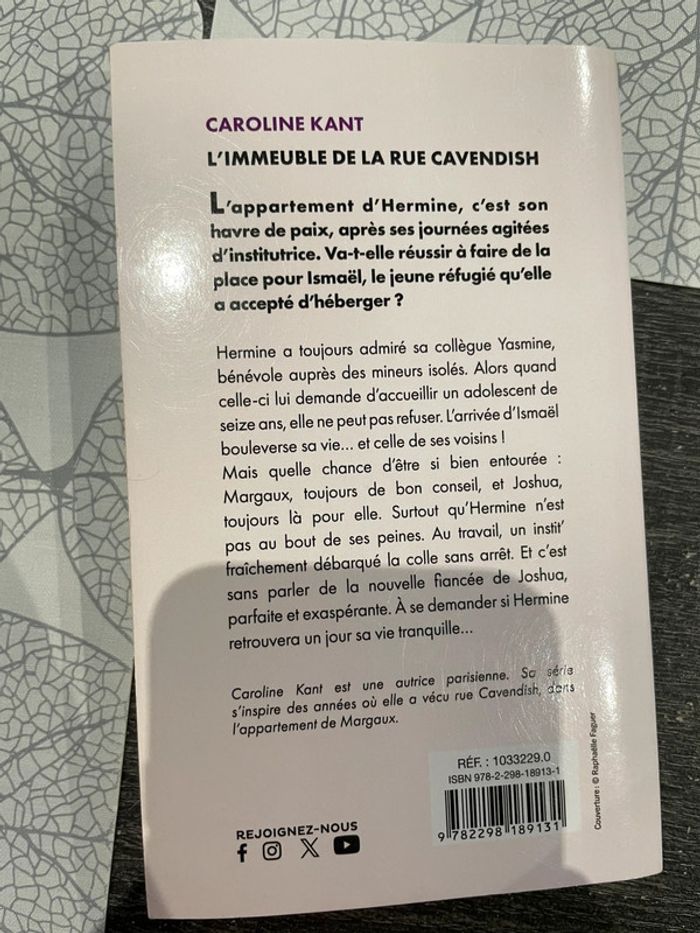 CAROLINE KANT
L'IMMEUBLE DE LA RUE CAVENDISH
L'appartement d'Hermine, c'est son
havre de paix, après ses journées agitées
d'institutrice. Va-t-elle réussir à faire de la
place pour Ismaël, le jeune réfugié qu'elle
a accepté d'héberger ?
Hermine a toujours admiré sa collègue Yasmine,
bénévole auprès des mineurs isolés. Alors quand
celle-ci lui demande d'accueillir un adolescent de
seize ans, elle ne peut pas refuser. L'arrivée d'Ismaël
bouleverse sa vie... et celle de ses voisins !
Mais quelle chance d'être si bien entourée :
Margaux, toujours de bon conseil, et Joshua,
toujours là pour elle. Surtout qu'Hermine n'est
pas au bout de ses peines. Au travail, un instit'
fraîchement débarqué la colle sans arrêt. Et c'est
sans parler de la nouvelle fiancée de Joshua,
parfaite et exaspérante. À se demander si Hermine
retrouvera un jour sa vie tranquille...
Caroline Kant est une autrice parisienne. Sa série
s'inspire des années où elle a vécu rue Cavendish, dans
l'appartement de Margaux.
RÉF. : 1033229.0
ISBN 978-2-298-18913-1
9 782298 189131
REJOIGNEZ-NOUS
Couverture : © Raphaëlle Faguer